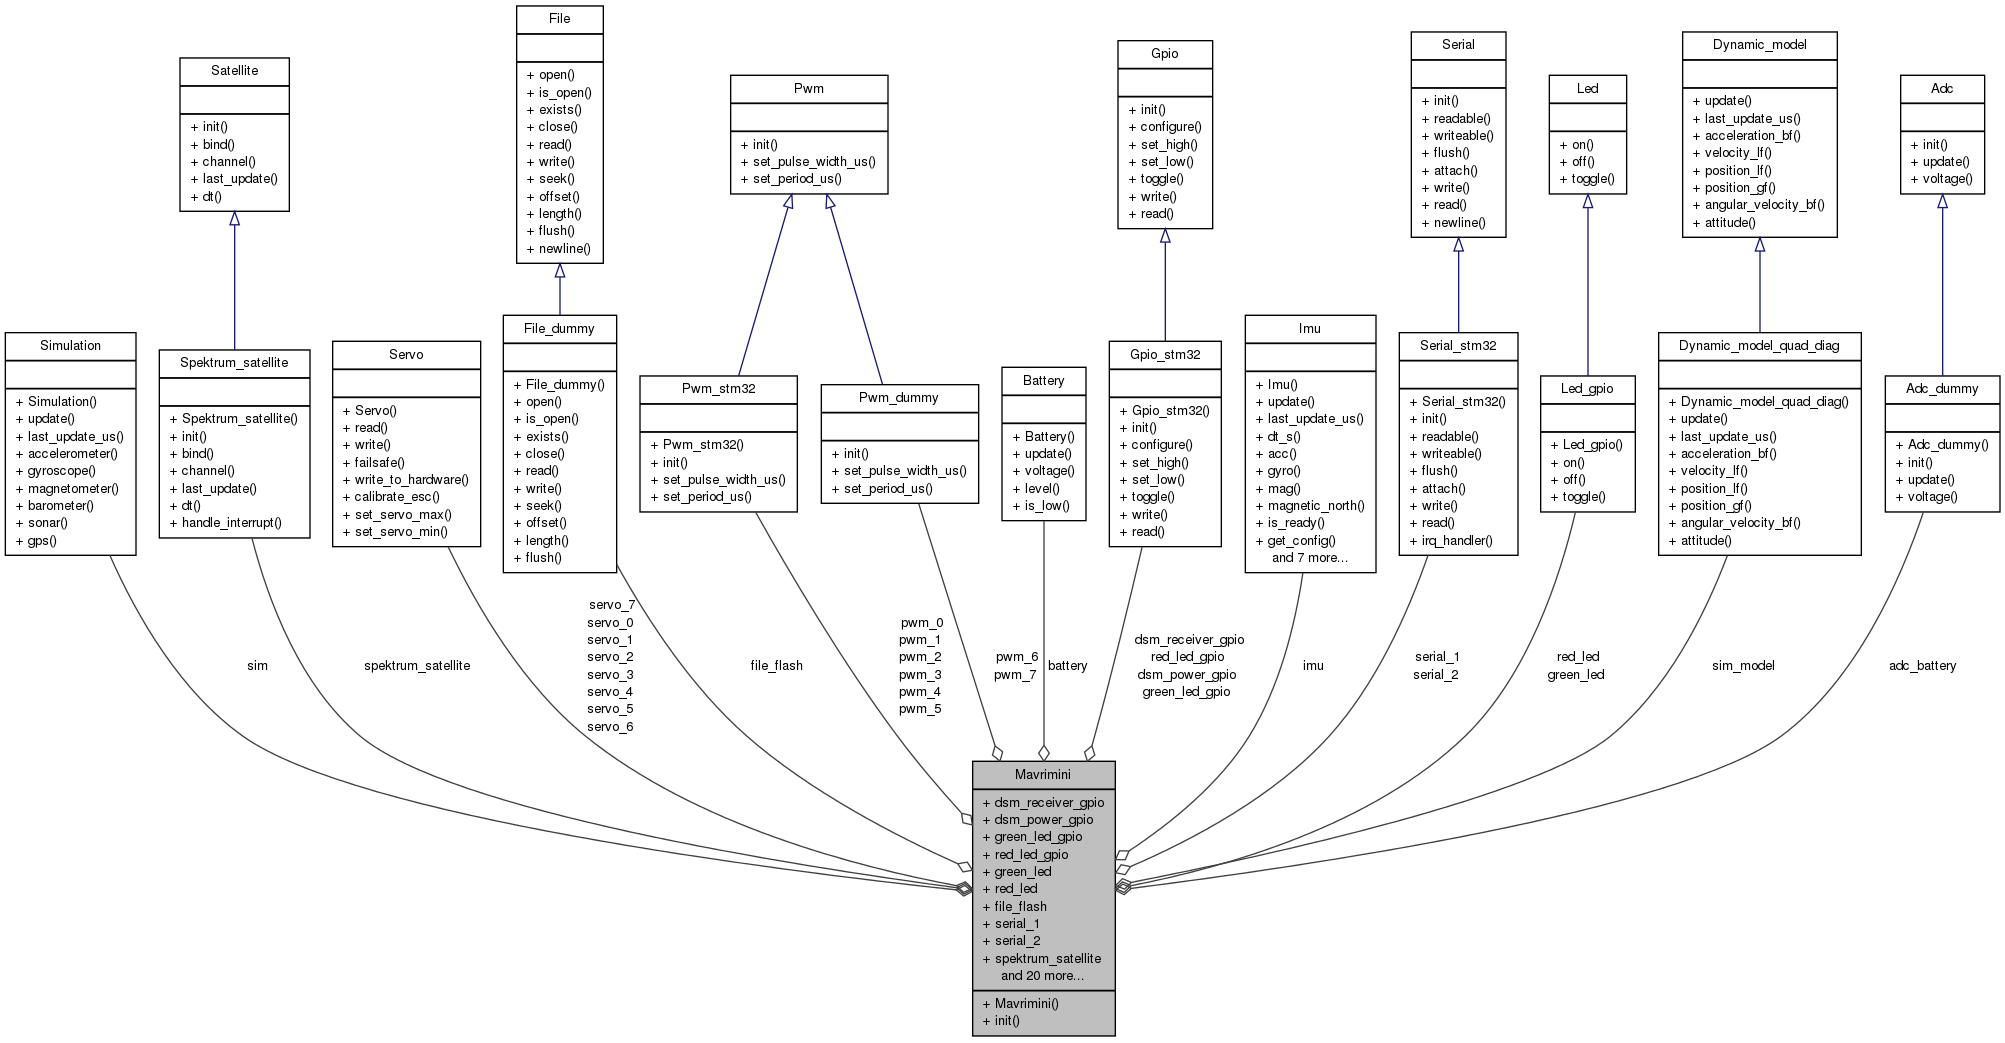 File
+ open()
+ is_open()
+ exists()
+ close()
+ read()
+ write()
+ seek()
+ offset()
+ length()
+ flush()
+ newline()
Satellite
+ init()
+ bind()
+ channel()
+ last_update()
+ dt()
Pwm
+ init()
+ set_pulse_width_us()
+ set_period_us()
Gpio
+ init()
+ configure()
+ set_high()
+ set_low()
+ toggle()
+ write()
+ read()
Serial
+ init()
+ readable()
+ writeable()
+ flush()
+ attach()
+ write()
+ read()
+ newline()
Led
+ on()
+ off()
+ toggle()
Dynamic_model
+ update()
+ last_update_us()
+ acceleration_bf()
+ velocity_lf()
+ position_lf()
+ position_gf()
+ angular_velocity_bf()
+ attitude()
Adc
+ init()
+ update()
+ voltage()
Simulation
+ Simulation()
+ update()
+ last_update_us()
+ accelerometer()
+ gyroscope()
+ magnetometer()
+ barometer()
+ sonar()
+ gps()
Spektrum_satellite
+ Spektrum_satellite()
+ init()
+ bind()
+ channel()
+ last_update()
+ dt()
+ handle_interrupt()
Servo
+ Servo()
+ read()
+ write()
+ failsafe()
+ write_to_hardware()
+ calibrate_esc()
+ set_servo_max()
+ set_servo_min()
File_dummy
+ File_dummy()
+ open()
+ is_open()
+ exists()
+ close()
+ read()
+ write()
+ seek()
+ offset()
+ length()
+ flush()
Pwm_stm32
+ Pwm_stm32()
+ init()
+ set_pulse_width_us()
+ set_period_us()
Pwm_dummy
+ init()
+ set_pulse_width_us()
+ set_period_us()
Battery
+ Battery()
+ update()
+ voltage()
+ level()
+ is_low()
Gpio_stm32
+ Gpio_stm32()
+ init()
+ configure()
+ set_high()
+ set_low()
+ toggle()
+ write()
+ read()
Imu
+ Imu()
+ update()
+ last_update_us()
+ dt_s()
+ acc()
+ gyro()
+ mag()
+ magnetic_north()
+ is_ready()
+ get_config()
and 7 more...
Serial_stm32
+ Serial_stm32()
+ init()
+ readable()
+ writeable()
+ flush()
+ attach()
+ write()
+ read()
+ irq_handler()
Led_gpio
+ Led_gpio()
+ on()
+ off()
+ toggle()
Dynamic_model_quad_diag
+ Dynamic_model_quad_diag()
+ update()
+ last_update_us()
+ acceleration_bf()
+ velocity_lf()
+ position_lf()
+ position_gf()
+ angular_velocity_bf()
+ attitude()
Adc_dummy
+ Adc_dummy()
+ init()
+ update()
+ voltage()
sim
spektrum_satellite
servo_7
servo_0
servo_1
servo_2
servo_3
servo_4
servo_5
servo_6
file_flash
pwm_0
pwm_1
pwm_2
pwm_3
pwm_4
pwm_5
pwm_6
pwm_7
battery
dsm_receiver_gpio
red_led_gpio
dsm_power_gpio
green_led_gpio
imu
serial_1
serial_2
red_led
green_led
sim_model
adc_battery
Mavrimini
+ dsm_receiver_gpio
+ dsm_power_gpio
+ green_led_gpio
+ red_led_gpio
+ green_led
+ red_led
+ file_flash
+ serial_1
+ serial_2
+ spektrum_satellite
and 20 more...
+ Mavrimini()
+ init()